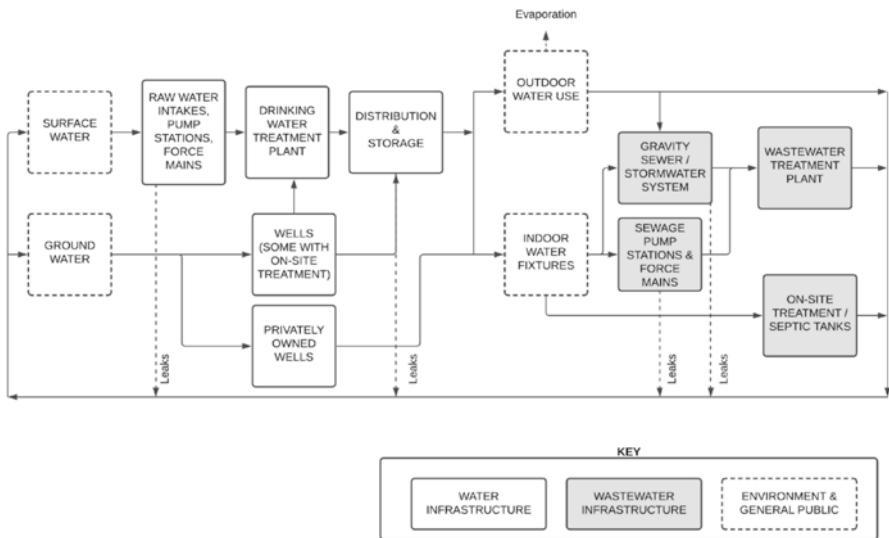 Evaporation
SURFACE
WATER
RAW WATER
INTAKES,
PUMP
STATIONS,
FORCE
MAINS
DRINKING
WATER
TREATMENT
PLANT
DISTRIBUTION
&
STORAGE
OUTDOOR
WATER USE
GRAVITY
SEWER /
STORMWATER
SYSTEM
WASTEWATER
TREATMENT
PLANT
GROUND
WATER
WELLS
(SOME WITH
ON-SITE
TREATMENT)
INDOOR
WATER
FIXTURES
SEWAGE
PUMP
STATIONS &
FORCE
MAINS
PRIVATELY
OWNED
WELLS
ON-SITE
TREATMENT /
SEPTIC TANKS
Leaks
Leaks
Leaks
Leaks
KEY
WATER
INFRASTRUCTURE
WASTEWATER
INFRASTRUCTURE
ENVIRONMENT &
GENERAL PUBLIC